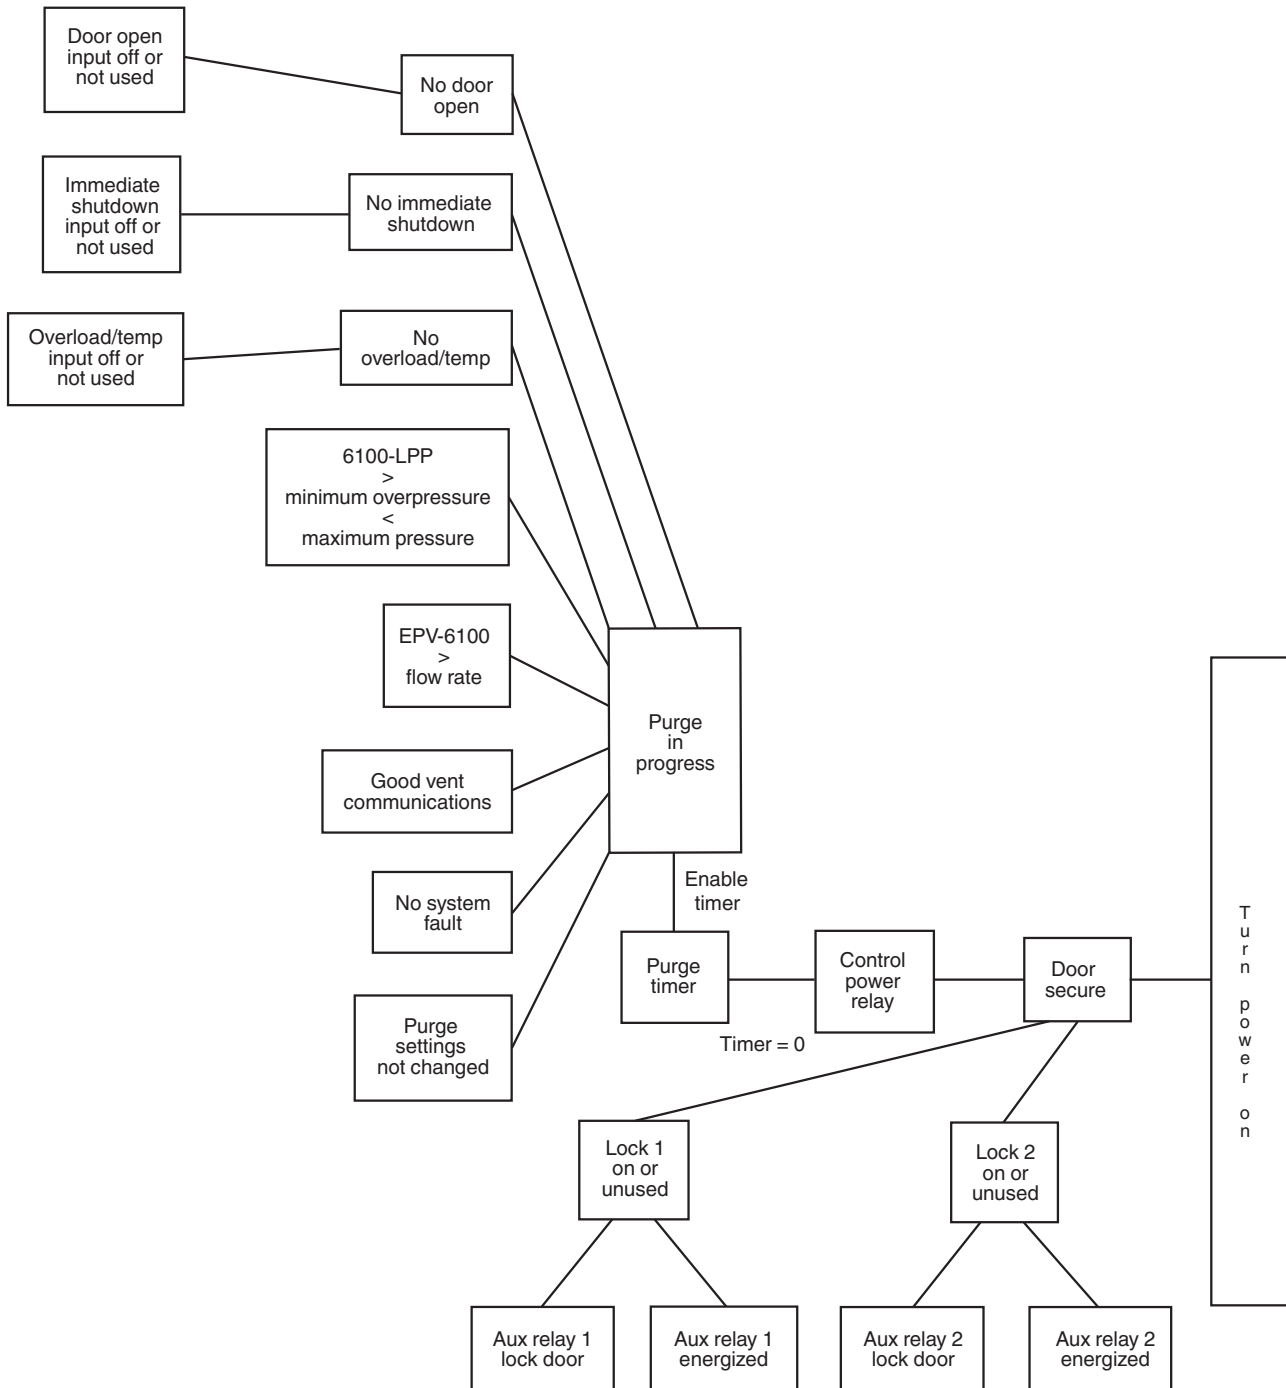 Door open
input off or
not used
No door
open
Immediate
shutdown
input off or
not used
No immediate
shutdown
Overload/temp
input off or
not used
No
overload/temp
6100-LPP
>
minimum overpressure
<
maximum pressure
EPV-6100
>
flow rate
Good vent
communications
No system
fault
Purge
settings
not changed
Purge
in
progress
Enable
timer
Purge
timer
Timer = 0
Control
power
relay
Door
secure
Turn power on
Lock 1
on or
unused
Lock 2
on or
unused
Aux relay 1
lock door
Aux relay 1
energized
Aux relay 2
lock door
Aux relay 2
energized